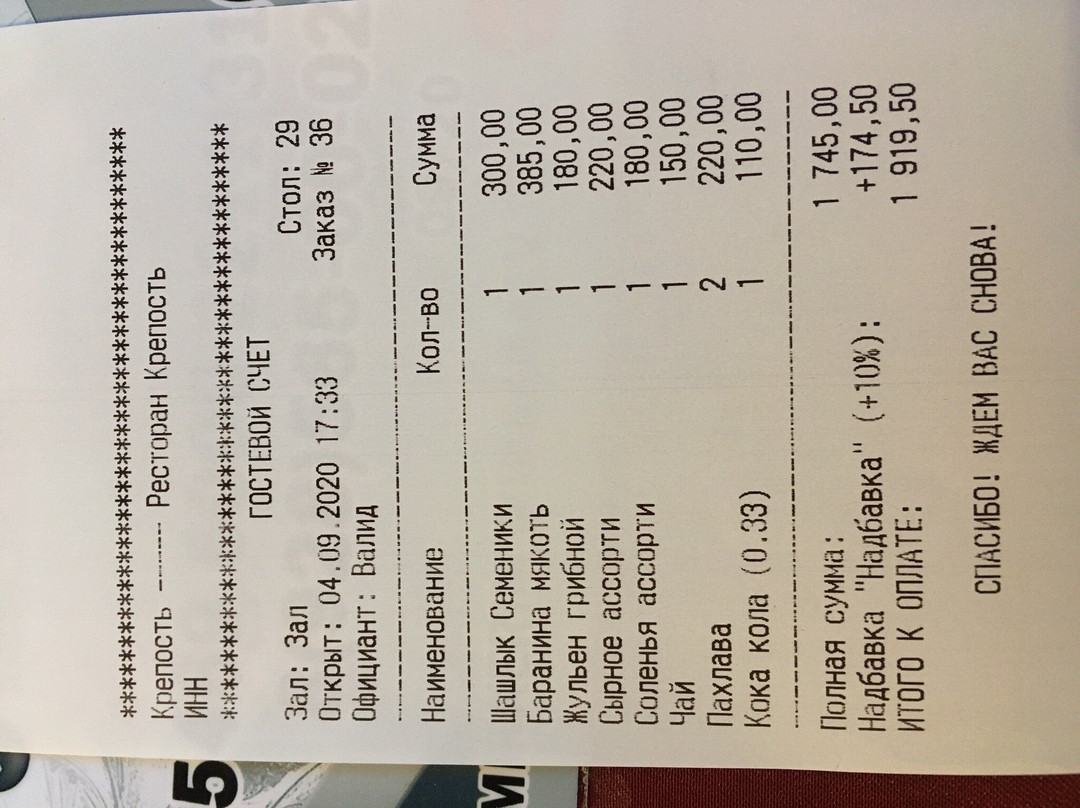 ************************************************
Крепость ------- Ресторан Крепость
ИНН
************************************************
ГОСТЕВОЙ СЧЕТ
Зал: Зал Стол: 29
Открыт: 04.09.2020 17:33 Заказ № 36
Официант: Валид
Наименование Кол-во Сумма
Шашлык Семеники 1 300,00
Баранина мякоть 1 385,00
Жульен грибной 1 180,00
Сырное ассорти 1 220,00
Соленья ассорти 1 180,00
Чай 1 150,00
Пахлава 2 220,00
Кока кола (0.33) 1 110,00
Полная сумма: 1 745,00
Надбавка "Надбавка" (+10%): +174,50
ИТОГО К ОПЛАТЕ: 1 919,50
СПАСИБО! ЖДЕМ ВАС СНОВА!
5